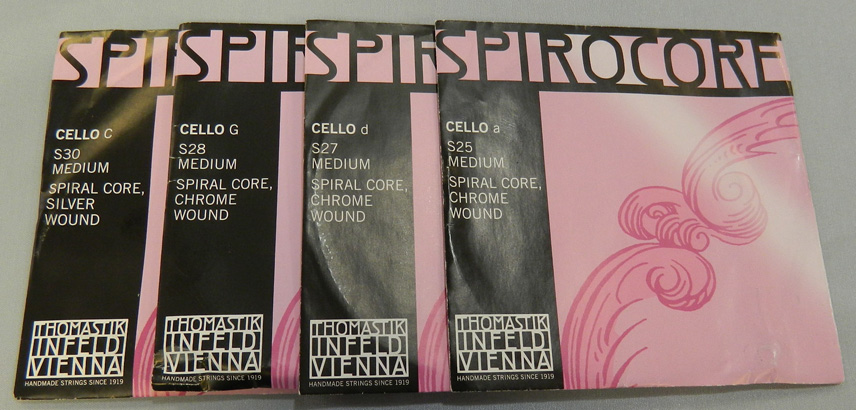 SPI
CELLO C
S30
MEDIUM
SPIRAL CORE,
SILVER
WOUND
THOMASTIK
INFELD
VIENNA
HANDMADE STRINGS SINCE 1919
SPI
CELLO G
S28
MEDIUM
SPIRAL CORE,
CHROME
WOUND
THOMASTIK
INFELD
VIENNA
HANDMADE STRINGS SINCE 1919
SPIR
CELLO d
S27
MEDIUM
SPIRAL CORE,
CHROME
WOUND
THOMASTIK
INFELD
VIENNA
HANDMADE STRINGS SINCE 1919
SPIROCORE
CELLO a
S25
MEDIUM
SPIRAL CORE,
CHROME
WOUND
THOMASTIK
INFELD
VIENNA
HANDMADE STRINGS SINCE 1919